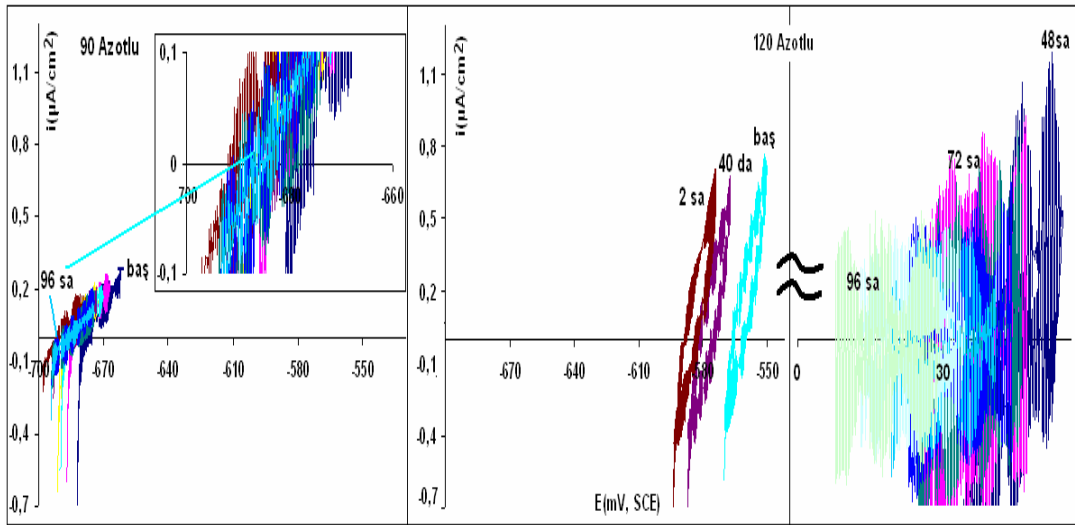 i(µA/cm2)
90 Azotlu
1,1
0,8
0,5
0,2
-0,1
-0,4
-0,7
-700 -670 -640 -610 -580 -550
96 sa
baş
0,1
0
-0,1
-700 -680 -660
i(µA/cm2)
120 Azotlu
1,1
0,8
0,5
0,2
-0,1
-0,4
-0,7
-670 -640 -610 -580 -550
E(mV, SCE)
2 sa
40 da
baş
0 30
96 sa
72 sa
48sa